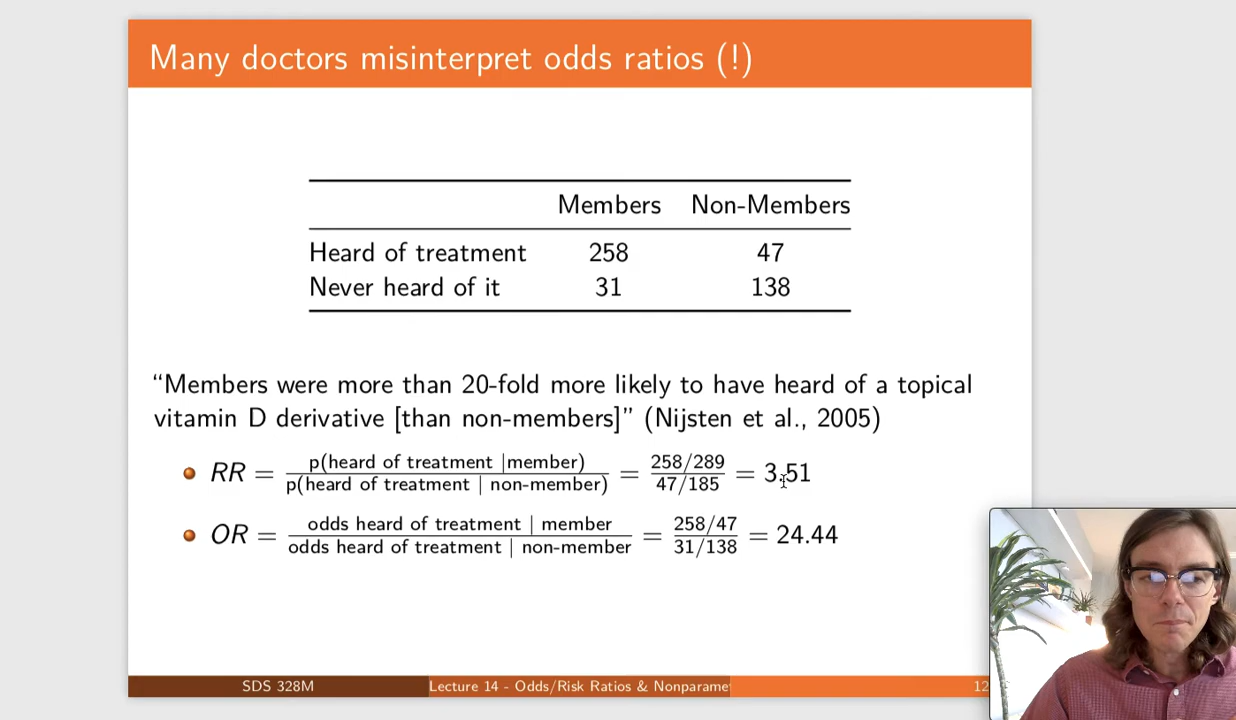 Many doctors misinterpret odds ratios (!)
Members Non-Members
Heard of treatment 258 47
Never heard of it 31 138
“Members were more than 20-fold more likely to have heard of a topical
vitamin D derivative [than non-members]” (Nijsten et al., 2005)
RR = p(heard of treatment |member) / p(heard of treatment | non-member) = 258/289 / 47/185 = 3.51
OR = odds heard of treatment | member / odds heard of treatment | non-member = 258/47 / 31/138 = 24.44
SDS 328M Lecture 14 - Odds/Risk Ratios & Nonparame 12